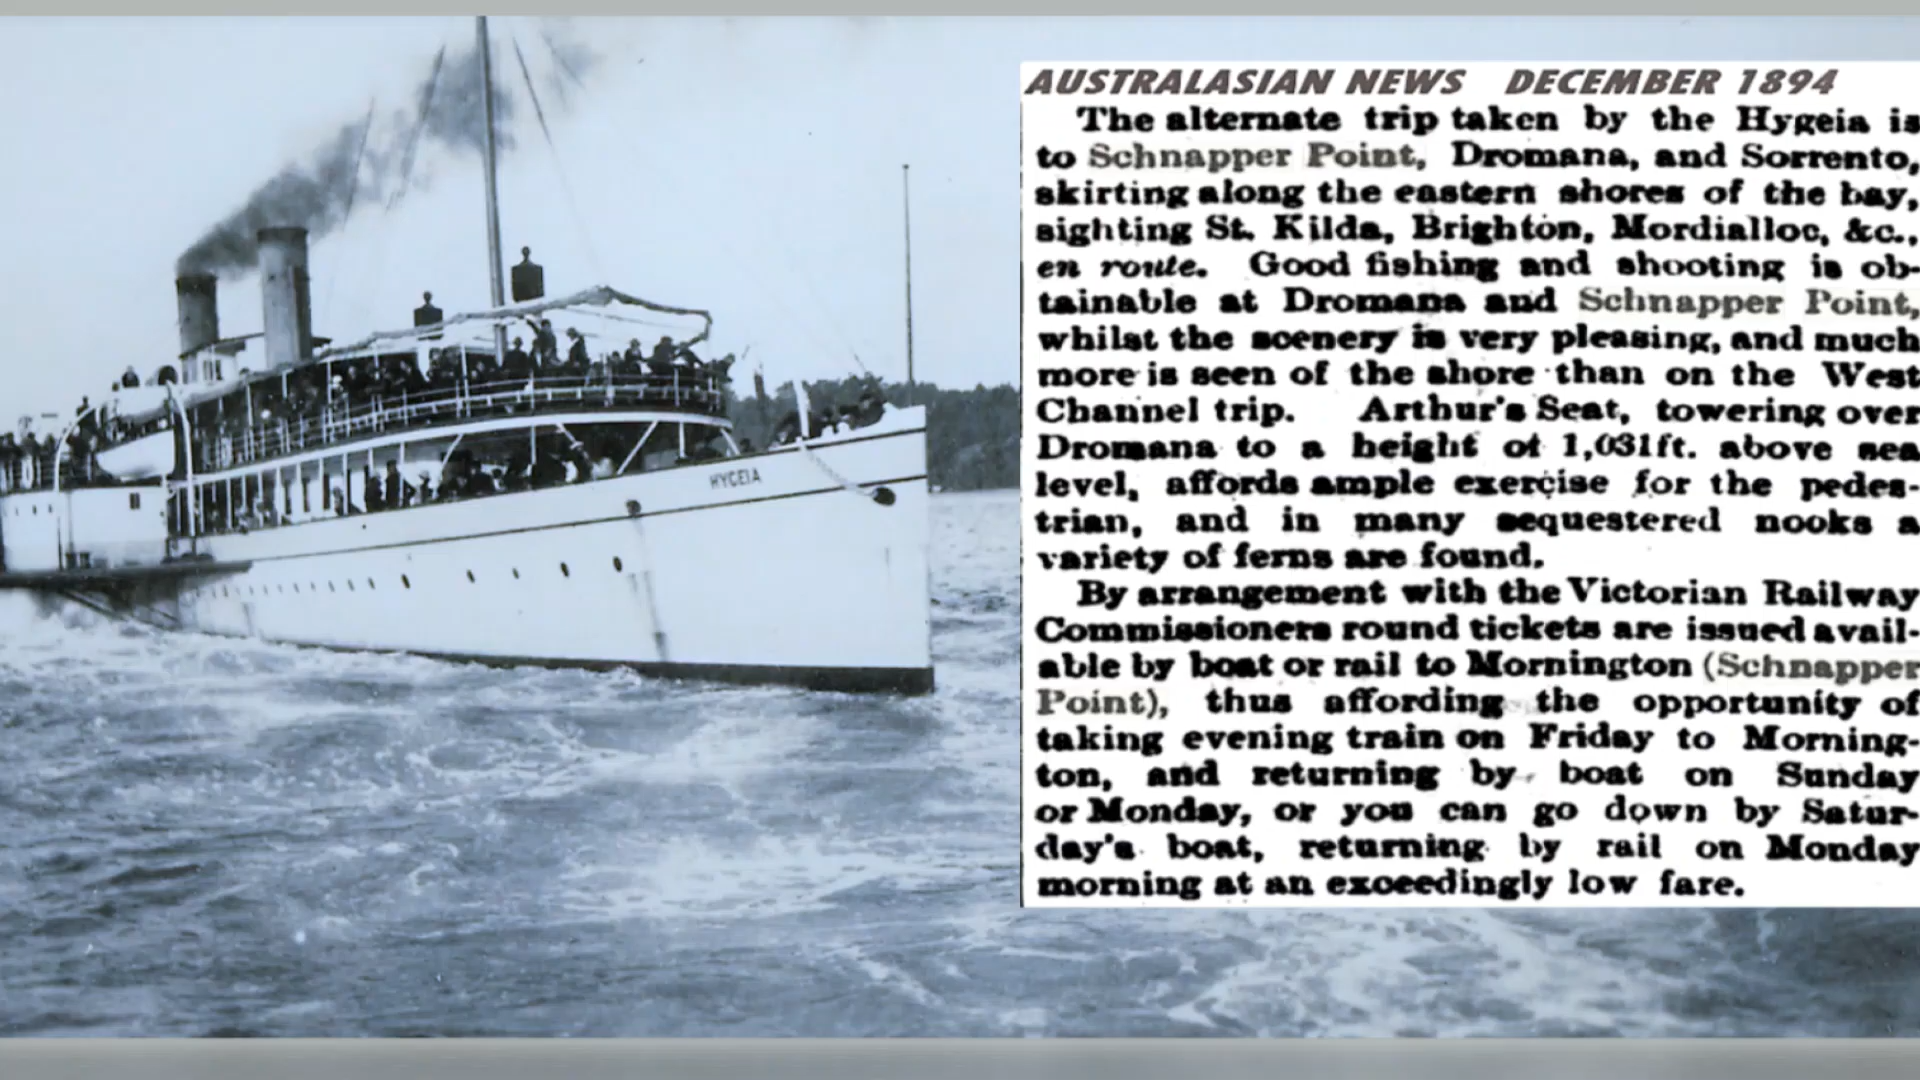 HYGEIA
AUSTRALASIAN NEWS DECEMBER 1894
The alternate trip taken by the Hygeia is
to Schnapper Point, Dromana, and Sorrento,
skirting along the eastern shores of the bay,
sighting St. Kilda, Brighton, Mordialloc, &c.,
en route. Good fishing and shooting is ob-
tainable at Dromana and Schnapper Point,
whilst the scenery is very pleasing, and much
more is seen of the shore than on the West
Channel trip. Arthur's Seat, towering over
Dromana to a height of 1,031ft. above sea
level, affords ample exercise for the pedes-
trian, and in many sequestered nooks a
variety of ferns are found.
By arrangement with the Victorian Railway
Commissioners round tickets are issued avail-
able by boat or rail to Mornington (Schnapper
Point), thus affording the opportunity of
taking evening train on Friday to Morning-
ton, and returning by boat on Sunday
or Monday, or you can go down by Satur-
day's boat, returning by rail on Monday
morning at an exceedingly low fare.